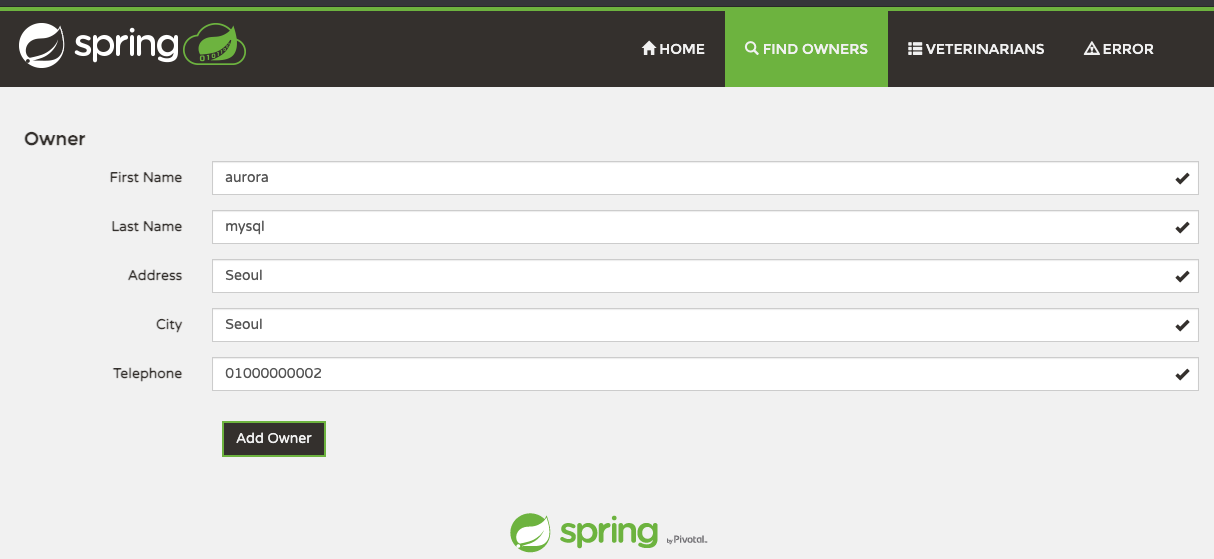 spring
HOME FIND OWNERS VETERINARIANS ERROR
Owner
First Name aurora
Last Name mysql
Address Seoul
City Seoul
Telephone 01000000002
Add Owner
spring by Pivotal.